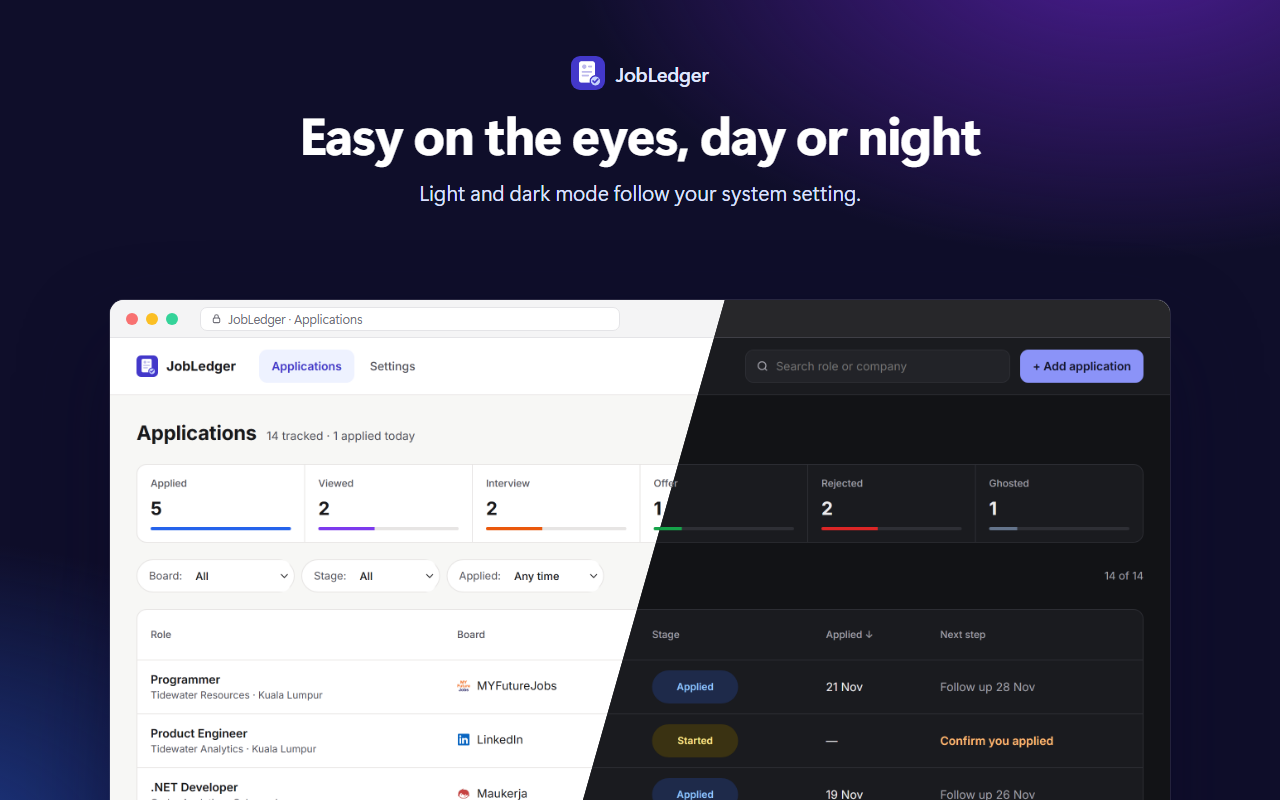 JobLedger
Easy on the eyes, day or night
Light and dark mode follow your system setting.
JobLedger · Applications
JobLedger Applications Settings Search role or company + Add application
Applications 14 tracked · 1 applied today
Applied Viewed Interview Offer Rejected Ghosted
5 2 2 1 2 1
Board: All Stage: All Applied: Any time 14 of 14
Role Board Stage Applied ↓ Next step
Programmer
Tidewater Resources · Kuala Lumpur
MYFutureJobs Applied 21 Nov Follow up 28 Nov
Product Engineer
Tidewater Analytics · Kuala Lumpur
LinkedIn Started — Confirm you applied
.NET Developer
Maukerja Applied 19 Nov Follow up 26 Nov